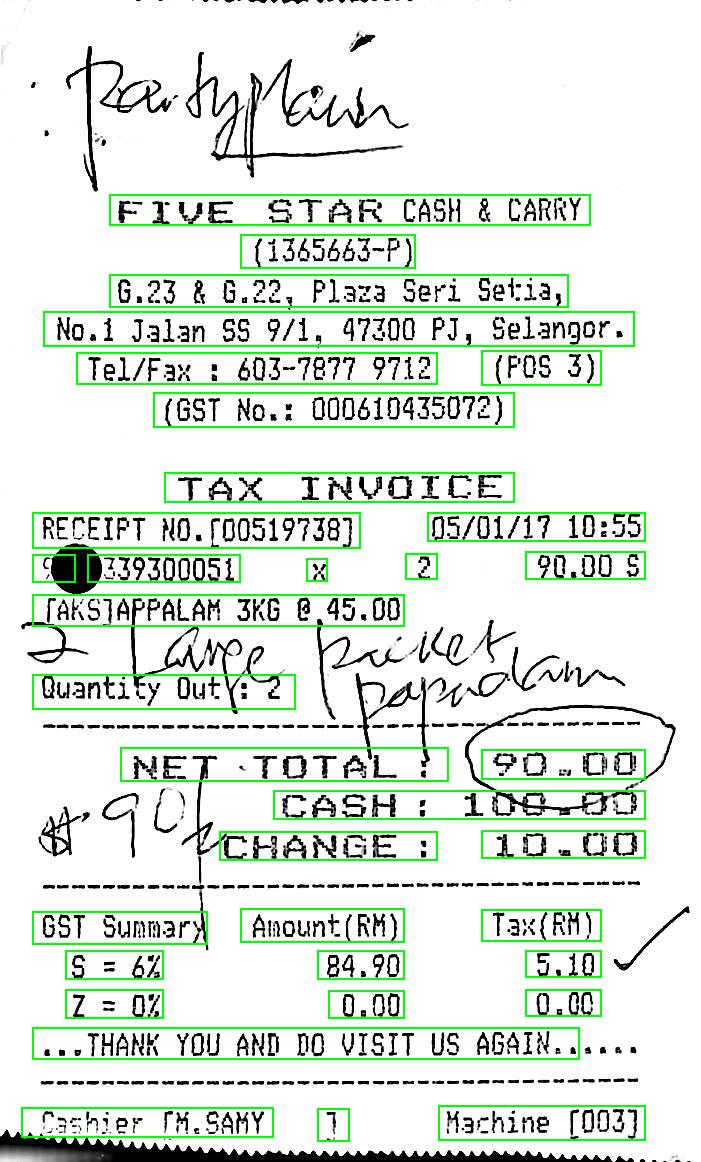 Partyplain
FIVE STAR CASH & CARRY
(1365663-P)
G.23 & G.22, Plaza Seri Setia,
No.1 Jalan SS 9/1, 47300 PJ, Selangor.
Tel/Fax : 603-7877 9712 (POS 3)
(GST No.: 000610435072)
TAX INVOICE
RECEIPT NO.[00519738] 05/01/17 10:55
339300051 x 2 90.00 S
[AKS]APPALAM 3KG @ 45.00
2 Large packet
papadam
Quantity Out : 2
NET TOTAL : 90.00
CASH : 100.00
CHANGE : 10.00
GST Summary Amount(RM) Tax(RM)
S = 6% 84.90 5.10
Z = 0% 0.00 0.00
...THANK YOU AND DO VISIT US AGAIN......
Cashier [M.SAMY ] Machine [003]